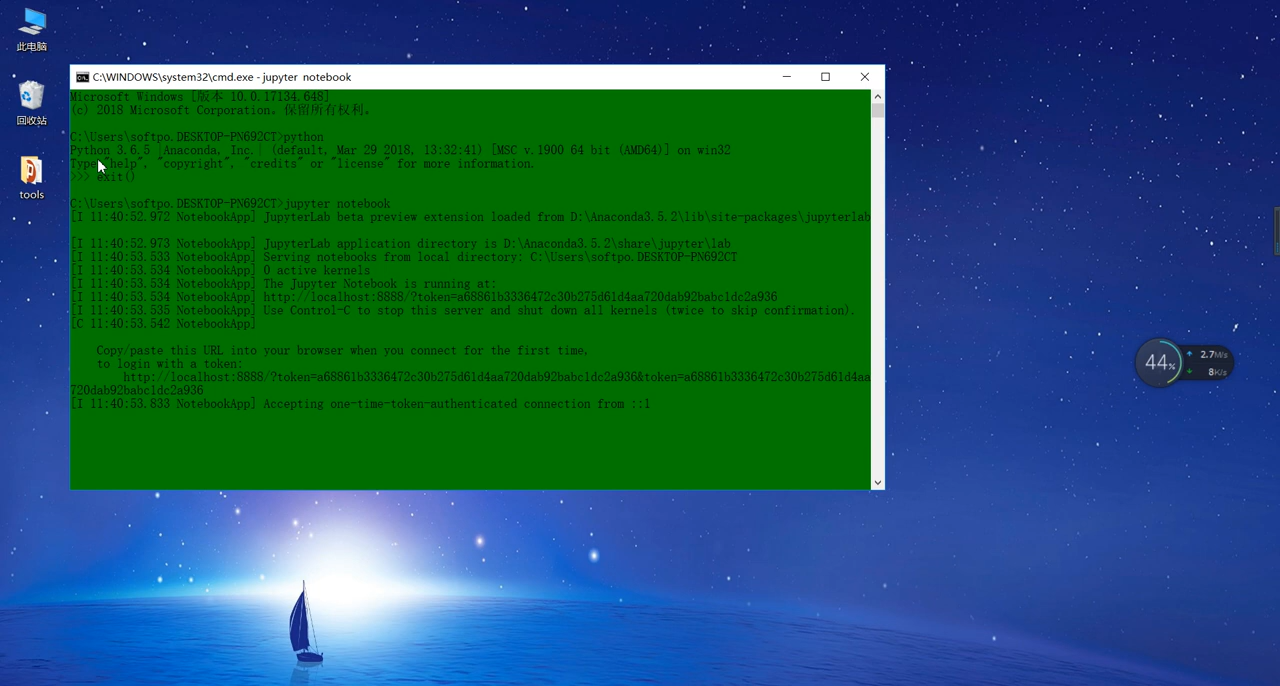 此电脑
回收站
tools
C:\WINDOWS\system32\cmd.exe - jupyter notebook
Microsoft Windows [版本 10.0.17134.648]
(c) 2018 Microsoft Corporation。保留所有权利。
C:\Users\softpo.DESKTOP-PN692CT>python
Python 3.6.5 |Anaconda, Inc.| (default, Mar 29 2018, 13:32:41) [MSC v.1900 64 bit (AMD64)] on win32
Type "help", "copyright", "credits" or "license" for more information.
>>> exit()
C:\Users\softpo.DESKTOP-PN692CT>jupyter notebook
[I 11:40:52.972 NotebookApp] JupyterLab beta preview extension loaded from D:\Anaconda3.5.2\lib\site-packages\jupyterlab
[I 11:40:52.973 NotebookApp] JupyterLab application directory is D:\Anaconda3.5.2\share\jupyter\lab
[I 11:40:53.533 NotebookApp] Serving notebooks from local directory: C:\Users\softpo.DESKTOP-PN692CT
[I 11:40:53.534 NotebookApp] 0 active kernels
[I 11:40:53.534 NotebookApp] The Jupyter Notebook is running at:
[I 11:40:53.534 NotebookApp] http://localhost:8888/?token=a68861b3336472c30b275d61d4aa720dab92babc1dc2a936
[I 11:40:53.535 NotebookApp] Use Control-C to stop this server and shut down all kernels (twice to skip confirmation).
[C 11:40:53.542 NotebookApp]
Copy/paste this URL into your browser when you connect for the first time,
to login with a token:
http://localhost:8888/?token=a68861b3336472c30b275d61d4aa720dab92babc1dc2a936&token=a68861b3336472c30b275d61d4aa
720dab92babc1dc2a936
[I 11:40:53.833 NotebookApp] Accepting one-time-token-authenticated connection from ::1
44%
2.7M/s
8K/s